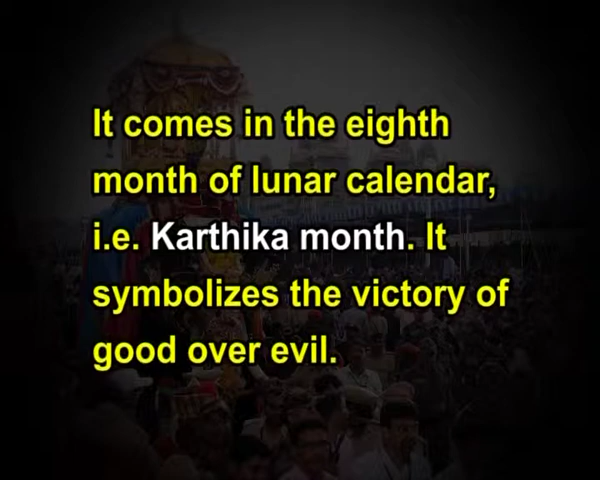 It comes in the eighth
month of lunar calendar,
i.e. Karthika month. It
symbolizes the victory of
good over evil.